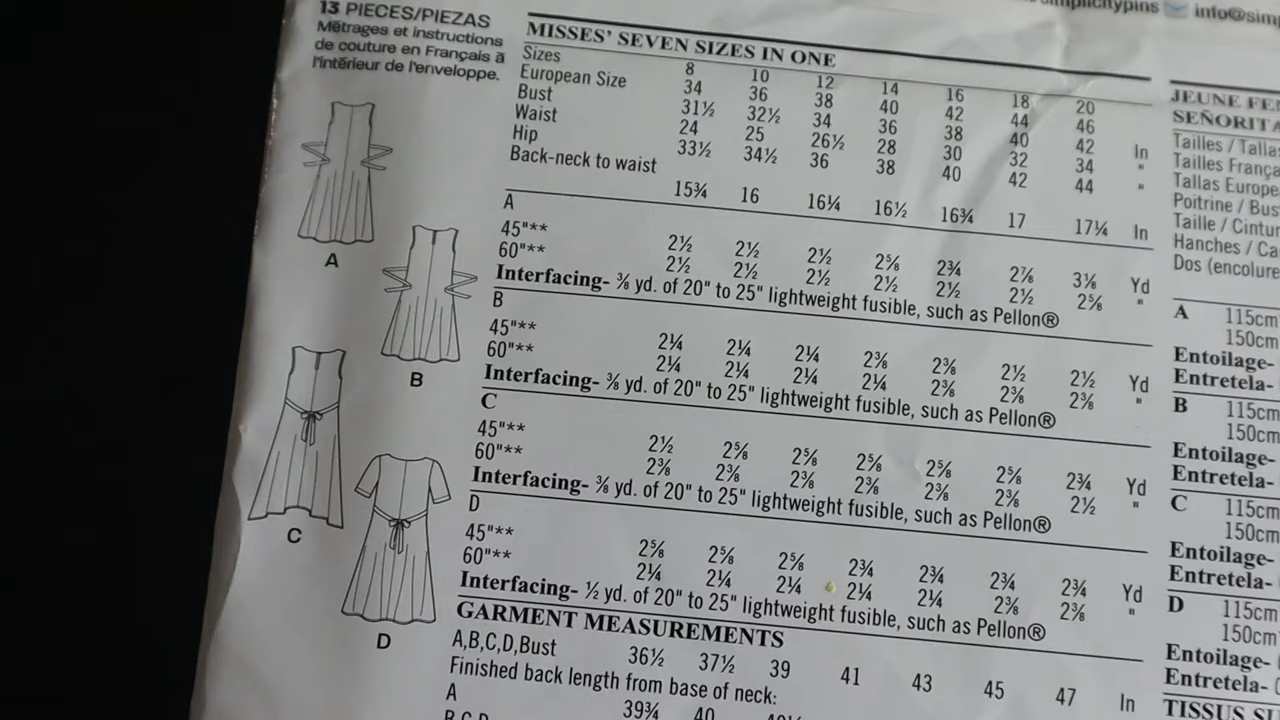 13 PIECES/PIEZAS
Métrages et instructions
de couture en Français à
l'intérieur de l'enveloppe.
A
B
C
D
simplicitypins info@simp
MISSES' SEVEN SIZES IN ONE
Sizes 8 10 12 14 16 18 20
European Size 34 36 38 40 42 44 46
Bust 31½ 32½ 34 36 38 40 42 In
Waist 24 25 26½ 28 30 32 34 "
Hip 33½ 34½ 36 38 40 42 44 "
Back-neck to waist
15¾ 16 16¼ 16½ 16¾ 17 17¼ In
A
45"** 2½ 2½ 2½ 2⅝ 2¾ 2⅞ 3⅛ Yd
60"** 2½ 2½ 2½ 2½ 2½ 2½ 2⅝ "
Interfacing- ⅜ yd. of 20" to 25" lightweight fusible, such as Pellon®
B
45"** 2¼ 2¼ 2¼ 2⅜ 2⅜ 2½ 2½ Yd
60"** 2¼ 2¼ 2¼ 2¼ 2⅜ 2⅜ 2⅜ "
Interfacing- ⅜ yd. of 20" to 25" lightweight fusible, such as Pellon®
C
45"** 2½ 2⅝ 2⅝ 2⅝ 2⅝ 2⅝ 2¾ Yd
60"** 2⅜ 2⅜ 2⅜ 2⅜ 2⅜ 2⅜ 2½ "
Interfacing- ⅜ yd. of 20" to 25" lightweight fusible, such as Pellon®
D
45"** 2⅝ 2⅝ 2⅝ 2¾ 2¾ 2¾ 2¾ Yd
60"** 2¼ 2¼ 2¼ 2¼ 2¼ 2⅜ 2⅜ "
Interfacing- ½ yd. of 20" to 25" lightweight fusible, such as Pellon®
GARMENT MEASUREMENTS
A,B,C,D,Bust 36½ 37½ 39 41 43 45 47 In
Finished back length from base of neck:
A 39¾ 40
B,C,D
JEUNE FE
SEÑORITA
Tailles / Talla
Tailles França
Tallas Europe
Poitrine / Bus
Taille / Cintur
Hanches / Ca
Dos (encolure
A 115cm
150cm
Entoilage-
Entretela-
B 115cm
150cm
Entoilage-
Entretela-
C 115cm
150cm
Entoilage-
Entretela-
D 115cm
150cm
Entoilage-
Entretela-
TISSUS SU